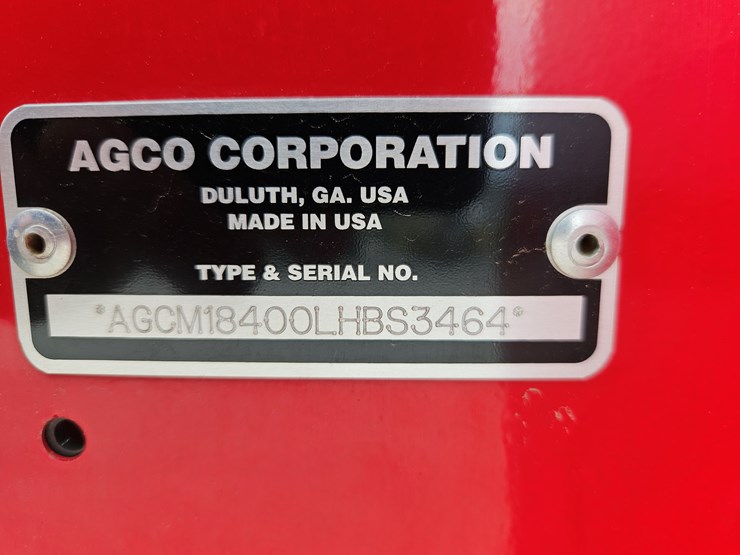 AGCO CORPORATION
DULUTH, GA. USA
MADE IN USA
TYPE & SERIAL NO.
*AGCM18400LHBS3464*